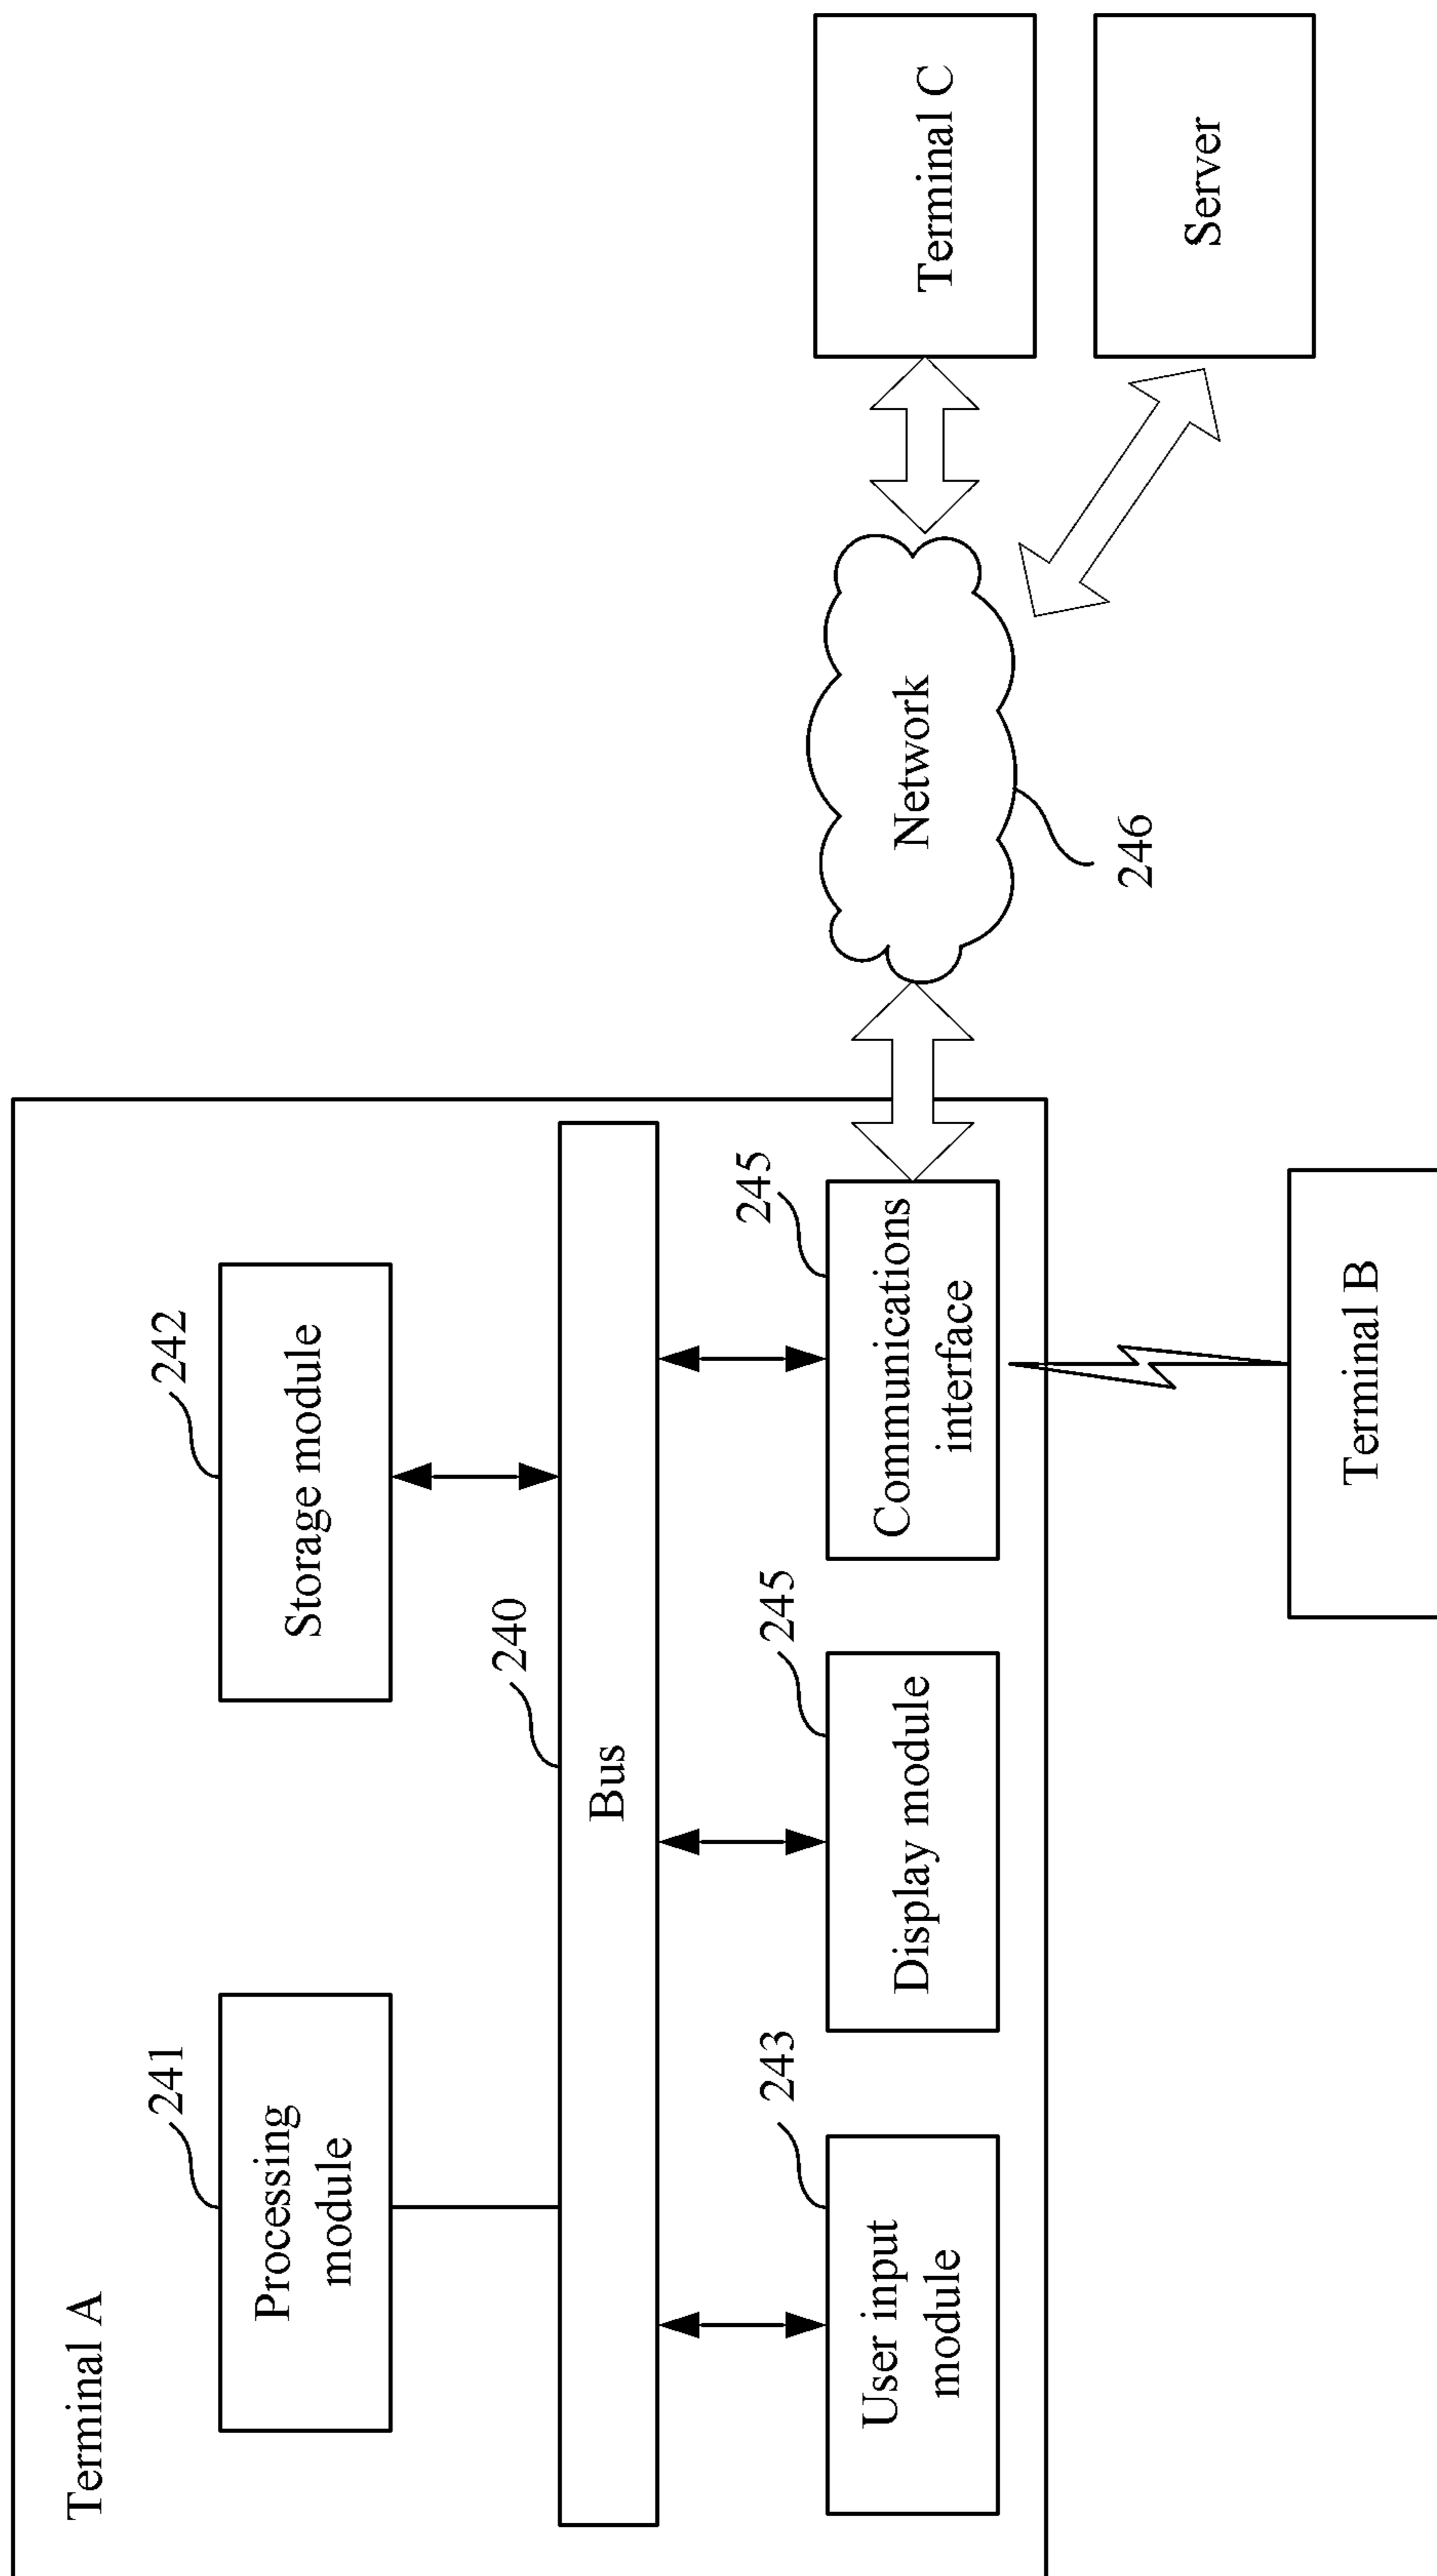 Terminal A
241
Processing
module
242
Storage module
240
Bus
243
User input
module
245
Display module
245
Communications
interface
Network
246
Terminal C
Server
Terminal B